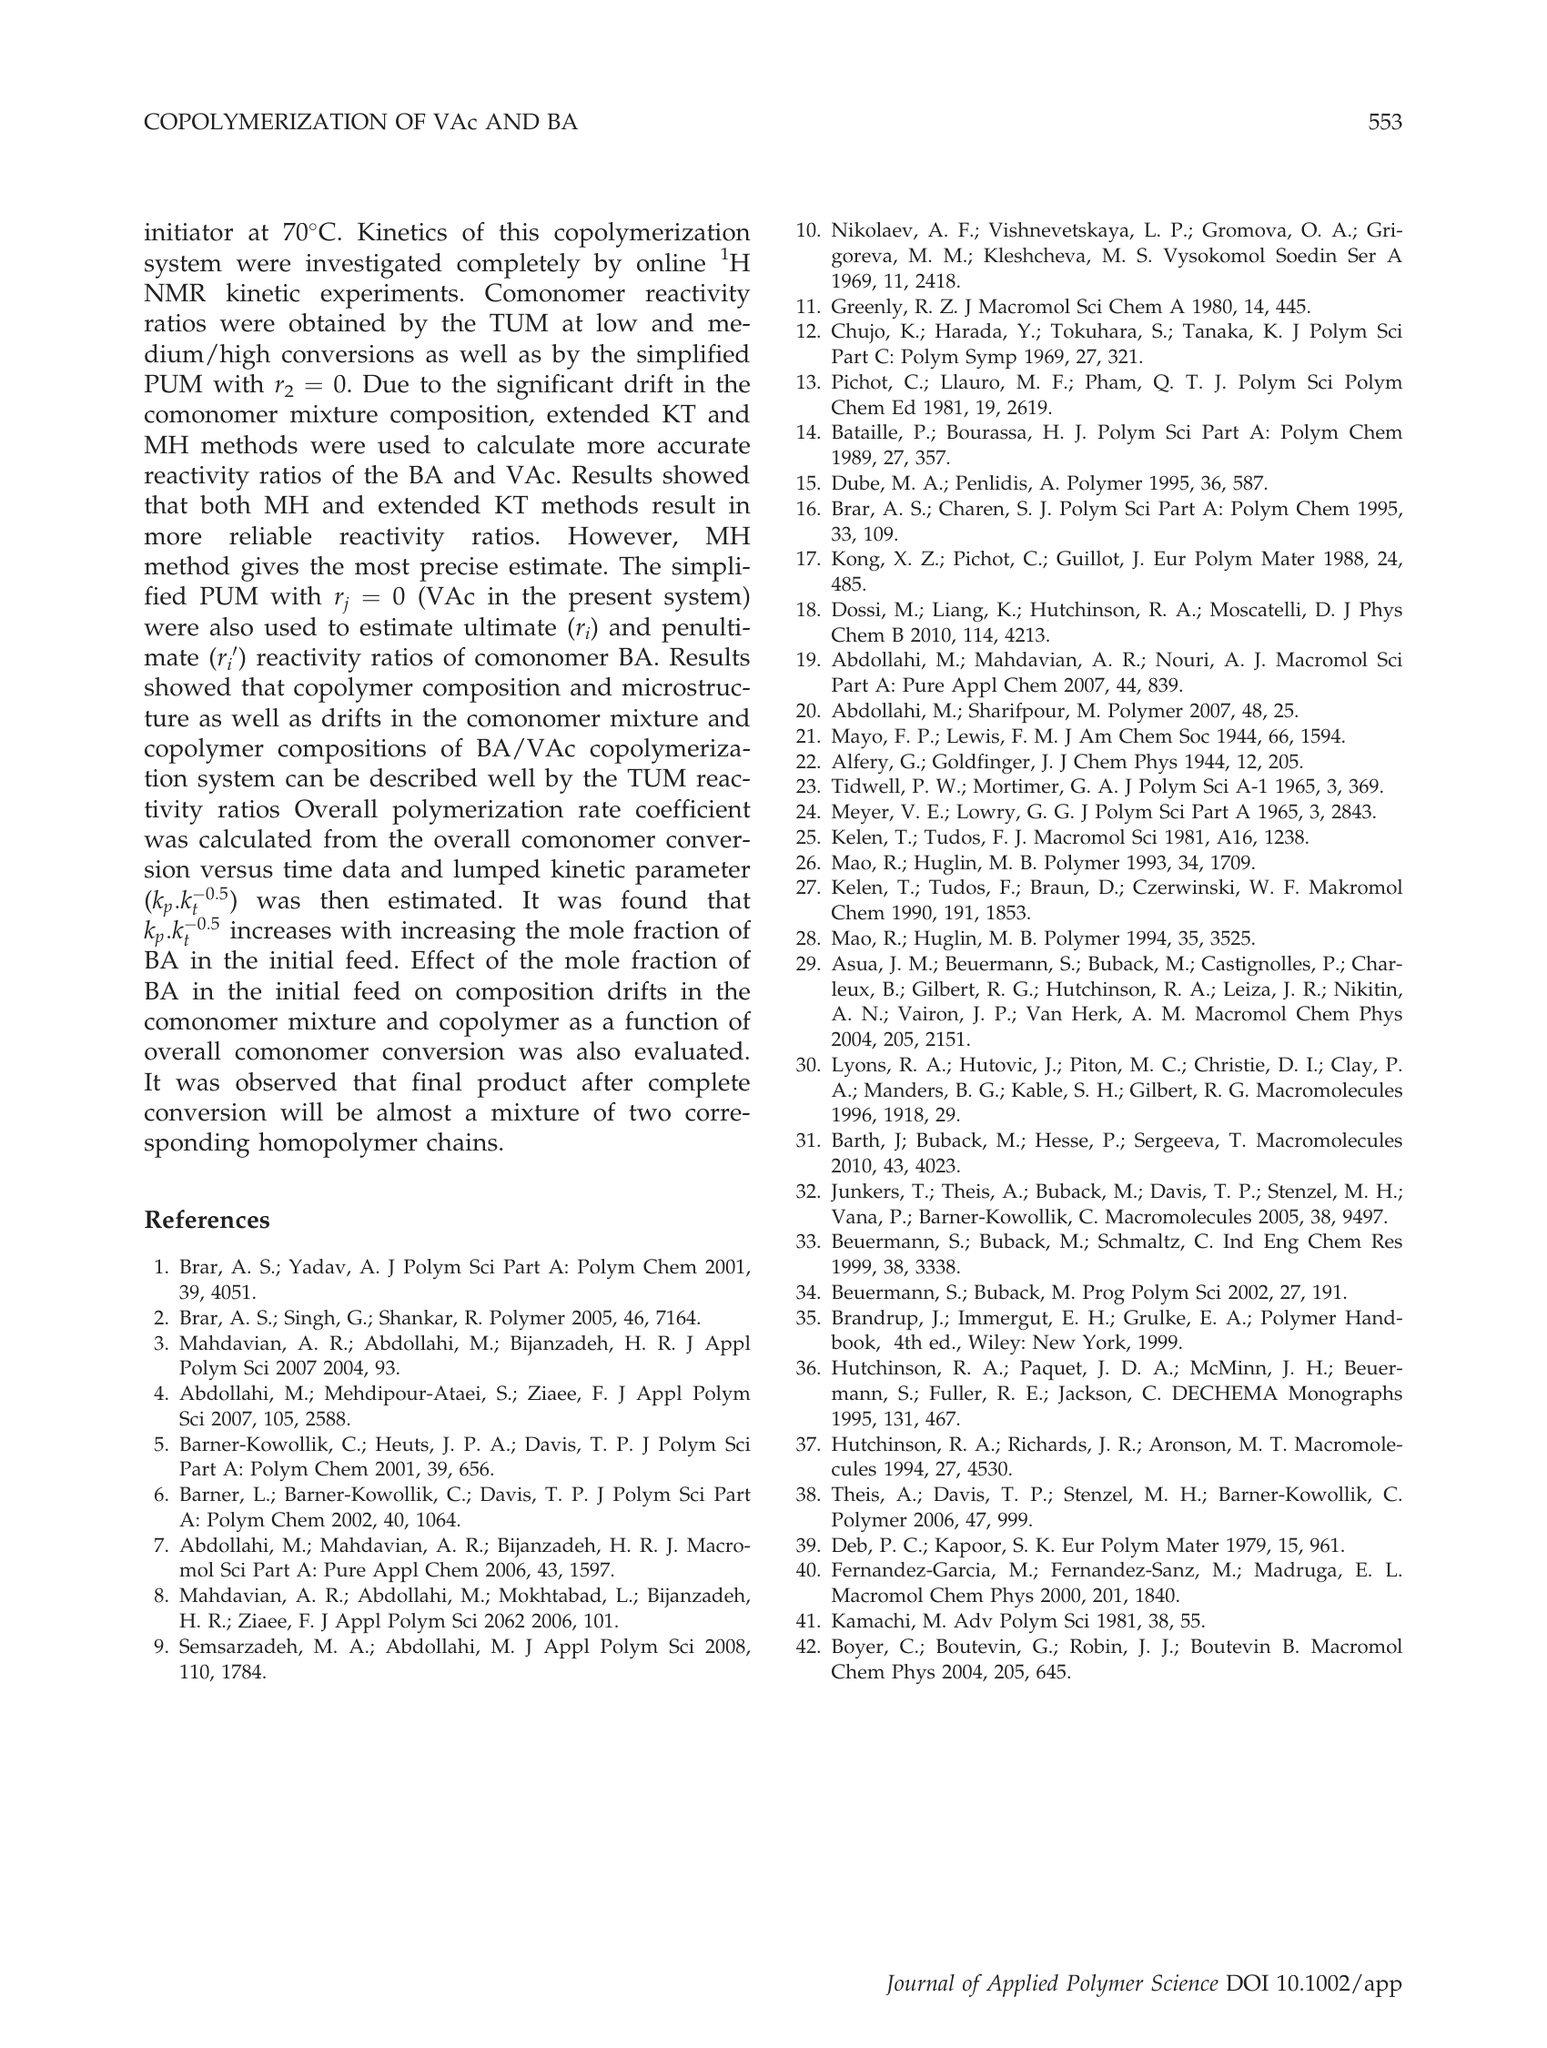 COPOLYMERIZATION OF VAc AND BA 553
initiator at 70°C. Kinetics of this copolymerization
system were investigated completely by online ¹H
NMR kinetic experiments. Comonomer reactivity
ratios were obtained by the TUM at low and me-
dium/high conversions as well as by the simplified
PUM with r₂ = 0. Due to the significant drift in the
comonomer mixture composition, extended KT and
MH methods were used to calculate more accurate
reactivity ratios of the BA and VAc. Results showed
that both MH and extended KT methods result in
more reliable reactivity ratios. However, MH
method gives the most precise estimate. The simpli-
fied PUM with rⱼ = 0 (VAc in the present system)
were also used to estimate ultimate (rᵢ) and penulti-
mate (rᵢ′) reactivity ratios of comonomer BA. Results
showed that copolymer composition and microstruc-
ture as well as drifts in the comonomer mixture and
copolymer compositions of BA/VAc copolymeriza-
tion system can be described well by the TUM reac-
tivity ratios Overall polymerization rate coefficient
was calculated from the overall comonomer conver-
sion versus time data and lumped kinetic parameter
(k_p.k_t^−0.5) was then estimated. It was found that
k_p.k_t^−0.5 increases with increasing the mole fraction of
BA in the initial feed. Effect of the mole fraction of
BA in the initial feed on composition drifts in the
comonomer mixture and copolymer as a function of
overall comonomer conversion was also evaluated.
It was observed that final product after complete
conversion will be almost a mixture of two corre-
sponding homopolymer chains.
References
1. Brar, A. S.; Yadav, A. J Polym Sci Part A: Polym Chem 2001,
39, 4051.
2. Brar, A. S.; Singh, G.; Shankar, R. Polymer 2005, 46, 7164.
3. Mahdavian, A. R.; Abdollahi, M.; Bijanzadeh, H. R. J Appl
Polym Sci 2007 2004, 93.
4. Abdollahi, M.; Mehdipour-Ataei, S.; Ziaee, F. J Appl Polym
Sci 2007, 105, 2588.
5. Barner-Kowollik, C.; Heuts, J. P. A.; Davis, T. P. J Polym Sci
Part A: Polym Chem 2001, 39, 656.
6. Barner, L.; Barner-Kowollik, C.; Davis, T. P. J Polym Sci Part
A: Polym Chem 2002, 40, 1064.
7. Abdollahi, M.; Mahdavian, A. R.; Bijanzadeh, H. R. J. Macro-
mol Sci Part A: Pure Appl Chem 2006, 43, 1597.
8. Mahdavian, A. R.; Abdollahi, M.; Mokhtabad, L.; Bijanzadeh,
H. R.; Ziaee, F. J Appl Polym Sci 2062 2006, 101.
9. Semsarzadeh, M. A.; Abdollahi, M. J Appl Polym Sci 2008,
110, 1784.
10. Nikolaev, A. F.; Vishnevetskaya, L. P.; Gromova, O. A.; Gri-
goreva, M. M.; Kleshcheva, M. S. Vysokomol Soedin Ser A
1969, 11, 2418.
11. Greenly, R. Z. J Macromol Sci Chem A 1980, 14, 445.
12. Chujo, K.; Harada, Y.; Tokuhara, S.; Tanaka, K. J Polym Sci
Part C: Polym Symp 1969, 27, 321.
13. Pichot, C.; Llauro, M. F.; Pham, Q. T. J. Polym Sci Polym
Chem Ed 1981, 19, 2619.
14. Bataille, P.; Bourassa, H. J. Polym Sci Part A: Polym Chem
1989, 27, 357.
15. Dube, M. A.; Penlidis, A. Polymer 1995, 36, 587.
16. Brar, A. S.; Charen, S. J. Polym Sci Part A: Polym Chem 1995,
33, 109.
17. Kong, X. Z.; Pichot, C.; Guillot, J. Eur Polym Mater 1988, 24,
485.
18. Dossi, M.; Liang, K.; Hutchinson, R. A.; Moscatelli, D. J Phys
Chem B 2010, 114, 4213.
19. Abdollahi, M.; Mahdavian, A. R.; Nouri, A. J. Macromol Sci
Part A: Pure Appl Chem 2007, 44, 839.
20. Abdollahi, M.; Sharifpour, M. Polymer 2007, 48, 25.
21. Mayo, F. P.; Lewis, F. M. J Am Chem Soc 1944, 66, 1594.
22. Alfery, G.; Goldfinger, J. J Chem Phys 1944, 12, 205.
23. Tidwell, P. W.; Mortimer, G. A. J Polym Sci A-1 1965, 3, 369.
24. Meyer, V. E.; Lowry, G. G. J Polym Sci Part A 1965, 3, 2843.
25. Kelen, T.; Tudos, F. J. Macromol Sci 1981, A16, 1238.
26. Mao, R.; Huglin, M. B. Polymer 1993, 34, 1709.
27. Kelen, T.; Tudos, F.; Braun, D.; Czerwinski, W. F. Makromol
Chem 1990, 191, 1853.
28. Mao, R.; Huglin, M. B. Polymer 1994, 35, 3525.
29. Asua, J. M.; Beuermann, S.; Buback, M.; Castignolles, P.; Char-
leux, B.; Gilbert, R. G.; Hutchinson, R. A.; Leiza, J. R.; Nikitin,
A. N.; Vairon, J. P.; Van Herk, A. M. Macromol Chem Phys
2004, 205, 2151.
30. Lyons, R. A.; Hutovic, J.; Piton, M. C.; Christie, D. I.; Clay, P.
A.; Manders, B. G.; Kable, S. H.; Gilbert, R. G. Macromolecules
1996, 1918, 29.
31. Barth, J; Buback, M.; Hesse, P.; Sergeeva, T. Macromolecules
2010, 43, 4023.
32. Junkers, T.; Theis, A.; Buback, M.; Davis, T. P.; Stenzel, M. H.;
Vana, P.; Barner-Kowollik, C. Macromolecules 2005, 38, 9497.
33. Beuermann, S.; Buback, M.; Schmaltz, C. Ind Eng Chem Res
1999, 38, 3338.
34. Beuermann, S.; Buback, M. Prog Polym Sci 2002, 27, 191.
35. Brandrup, J.; Immergut, E. H.; Grulke, E. A.; Polymer Hand-
book, 4th ed., Wiley: New York, 1999.
36. Hutchinson, R. A.; Paquet, J. D. A.; McMinn, J. H.; Beuer-
mann, S.; Fuller, R. E.; Jackson, C. DECHEMA Monographs
1995, 131, 467.
37. Hutchinson, R. A.; Richards, J. R.; Aronson, M. T. Macromole-
cules 1994, 27, 4530.
38. Theis, A.; Davis, T. P.; Stenzel, M. H.; Barner-Kowollik, C.
Polymer 2006, 47, 999.
39. Deb, P. C.; Kapoor, S. K. Eur Polym Mater 1979, 15, 961.
40. Fernandez-Garcia, M.; Fernandez-Sanz, M.; Madruga, E. L.
Macromol Chem Phys 2000, 201, 1840.
41. Kamachi, M. Adv Polym Sci 1981, 38, 55.
42. Boyer, C.; Boutevin, G.; Robin, J. J.; Boutevin B. Macromol
Chem Phys 2004, 205, 645.
Journal of Applied Polymer Science DOI 10.1002/app